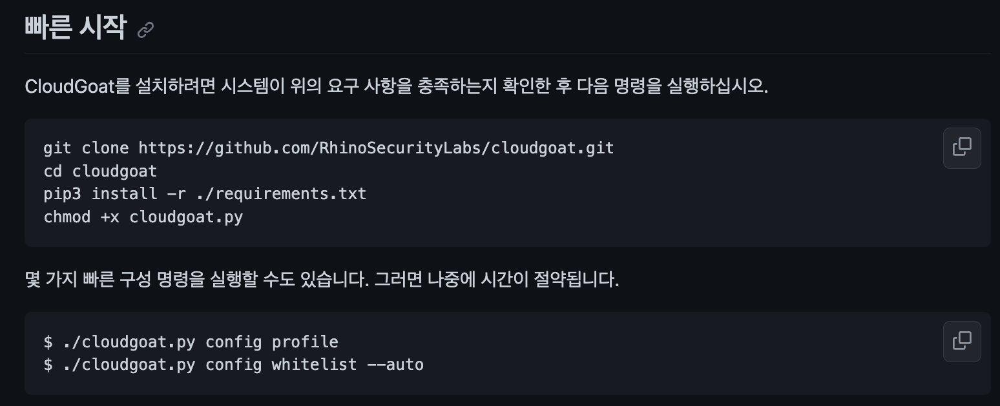 빠른 시작
CloudGoat를 설치하려면 시스템이 위의 요구 사항을 충족하는지 확인한 후 다음 명령을 실행하십시오.
git clone https://github.com/RhinoSecurityLabs/cloudgoat.git
cd cloudgoat
pip3 install -r ./requirements.txt
chmod +x cloudgoat.py
몇 가지 빠른 구성 명령을 실행할 수도 있습니다. 그러면 나중에 시간이 절약됩니다.
$ ./cloudgoat.py config profile
$ ./cloudgoat.py config whitelist --auto